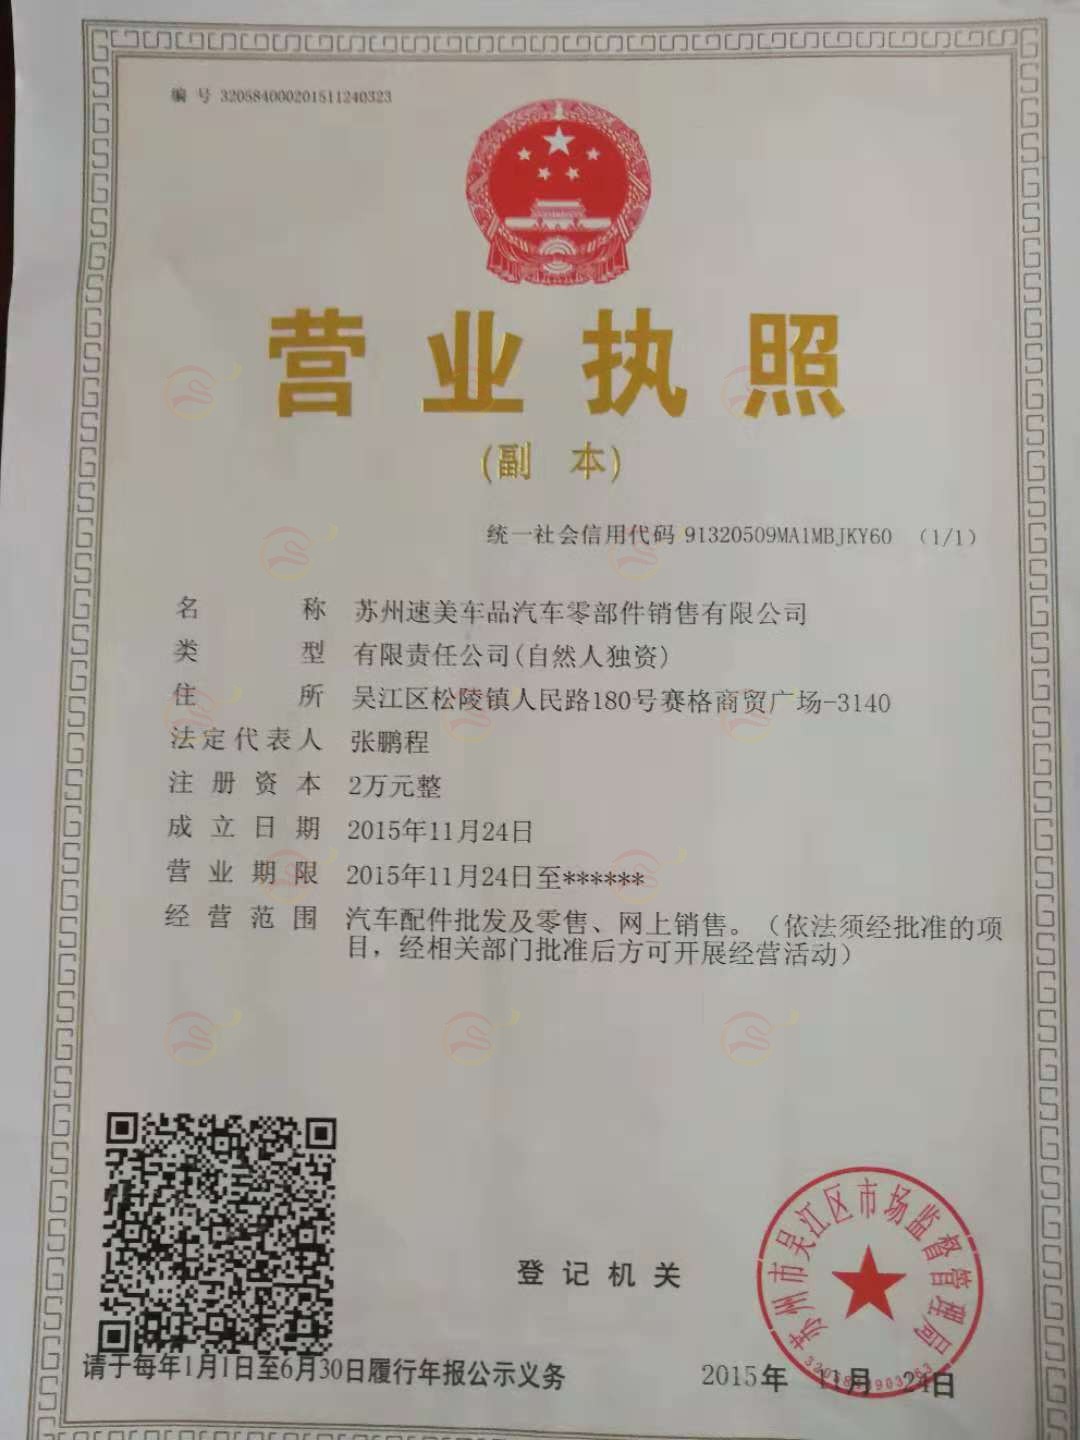 编 号 320584000201511240323
营业执照
(副 本)
统一社会信用代码 91320509MA1MBJKY60 (1/1)
名 称 苏州速美车品汽车零部件销售有限公司
类 型 有限责任公司(自然人独资)
住 所 吴江区松陵镇人民路180号赛格商贸广场-3140
法定代表人 张鹏程
注 册 资 本 2万元整
成 立 日 期 2015年11月24日
营 业 期 限 2015年11月24日至******
经 营 范 围 汽车配件批发及零售、网上销售。（依法须经批准的项
目，经相关部门批准后方可开展经营活动）
苏州市吴江区市场监督管理局
登 记 机 关
请于每年1月1日至6月30日履行年报公示义务
2015年 11月 24日